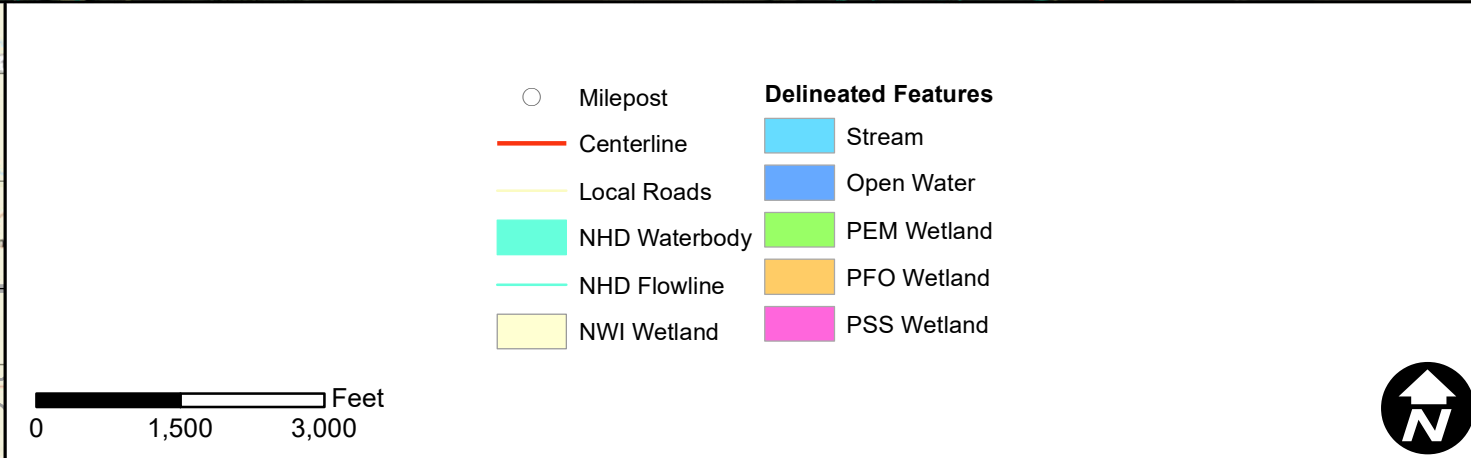 Milepost
Centerline
Local Roads
NHD Waterbody
NHD Flowline
NWI Wetland
Delineated Features
Stream
Open Water
PEM Wetland
PFO Wetland
PSS Wetland
Feet
0 1,500 3,000
N